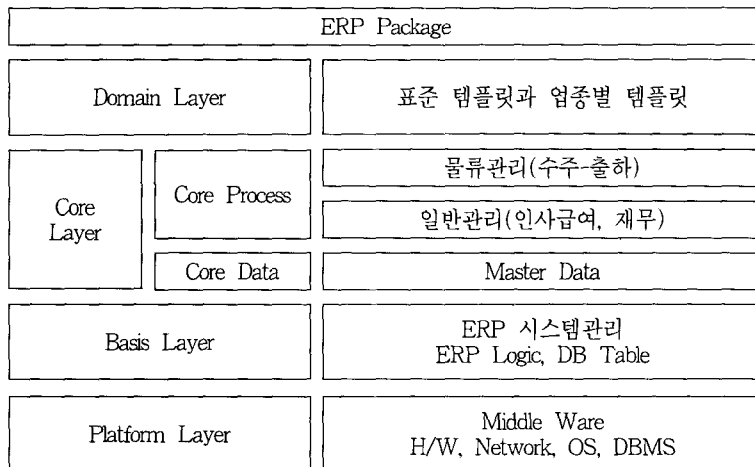 ERP Package
Domain Layer
표준 템플릿과 업종별 템플릿
Core
Layer
Core Process
물류관리(수주-출하)
일반관리(인사급여, 재무)
Core Data
Master Data
Basis Layer
ERP 시스템관리
ERP Logic, DB Table
Platform Layer
Middle Ware
H/W, Network, OS, DBMS